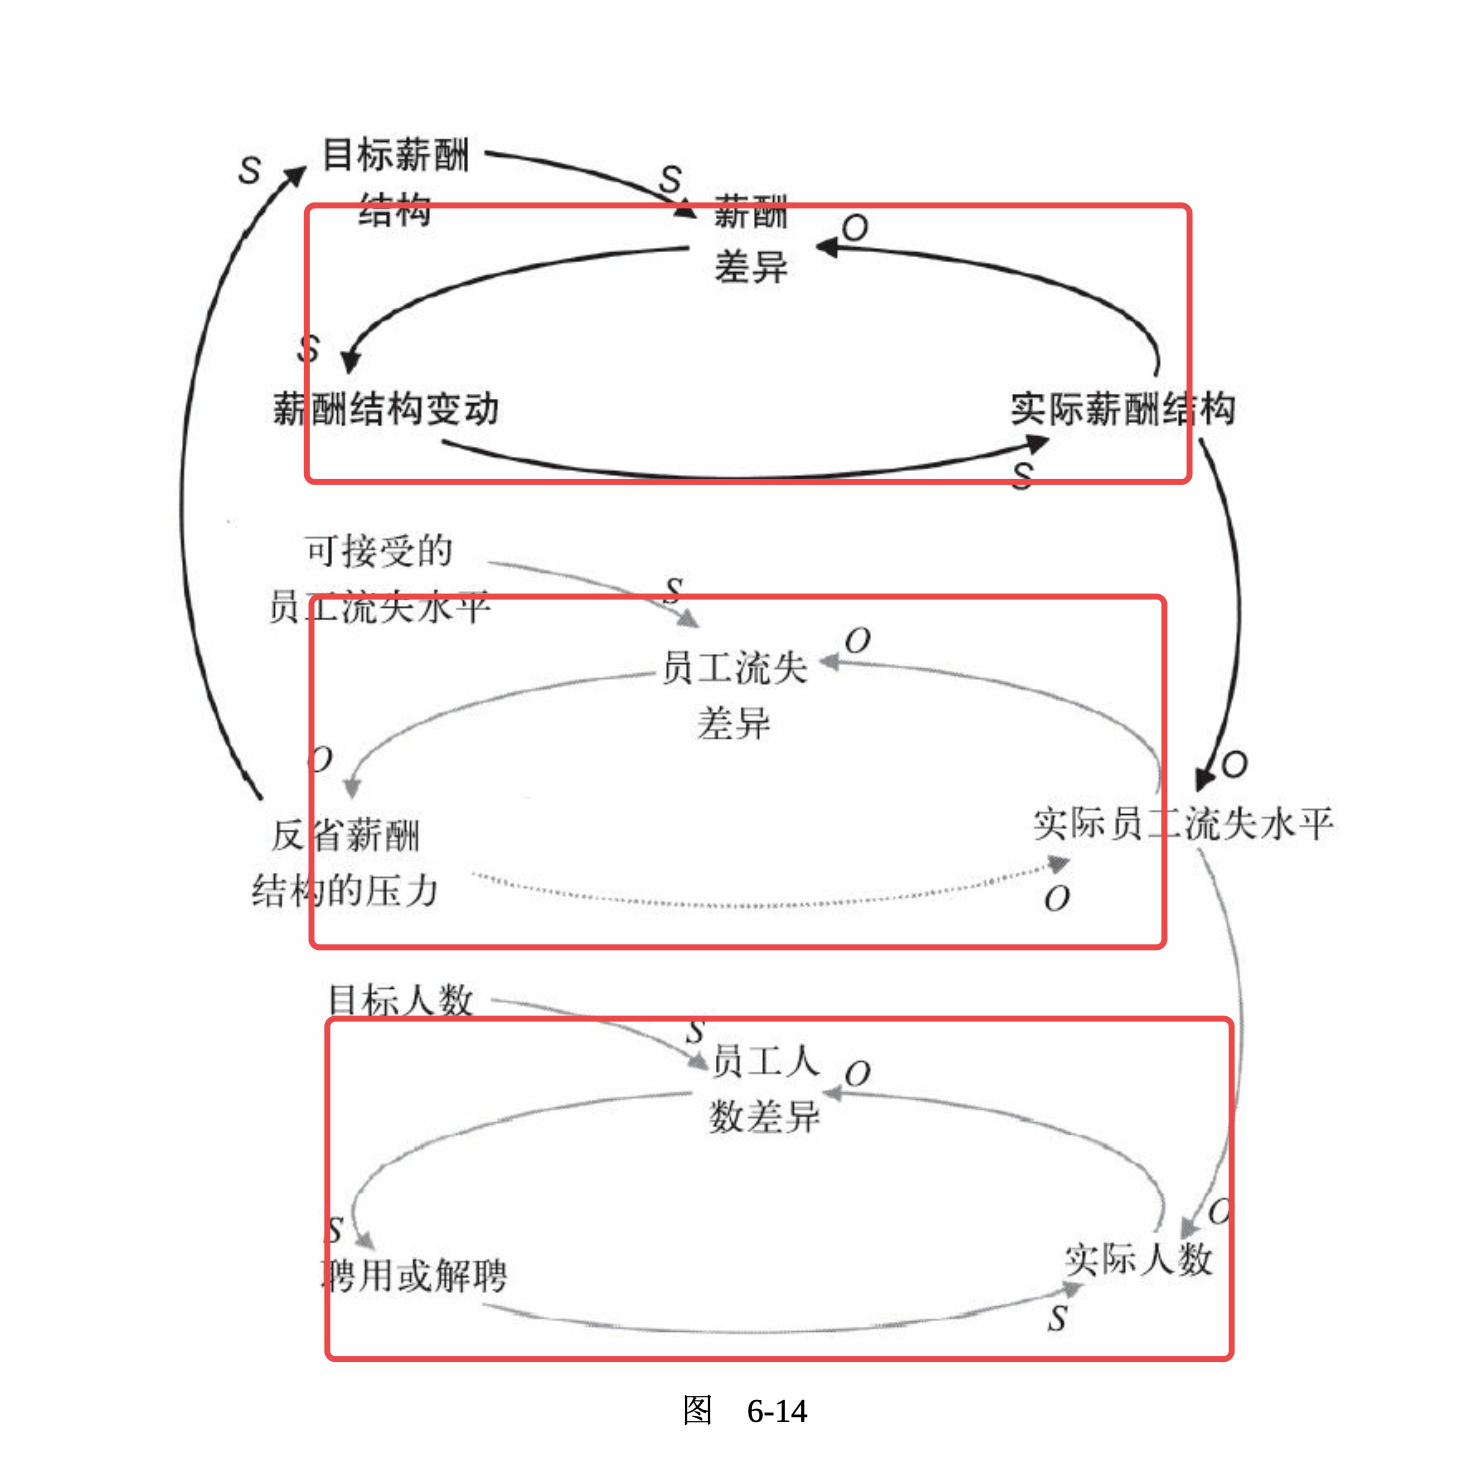 S
目标薪酬
结构
S
薪酬
差异
O
S
薪酬结构变动
实际薪酬结构
S
可接受的
员工流失水平
S
员工流失
差异
O
O
反省薪酬
结构的压力
O
实际员工流失水平
O
目标人数
S
员工人
数差异
O
S
聘用或解聘
O
实际人数
S
图 6-14